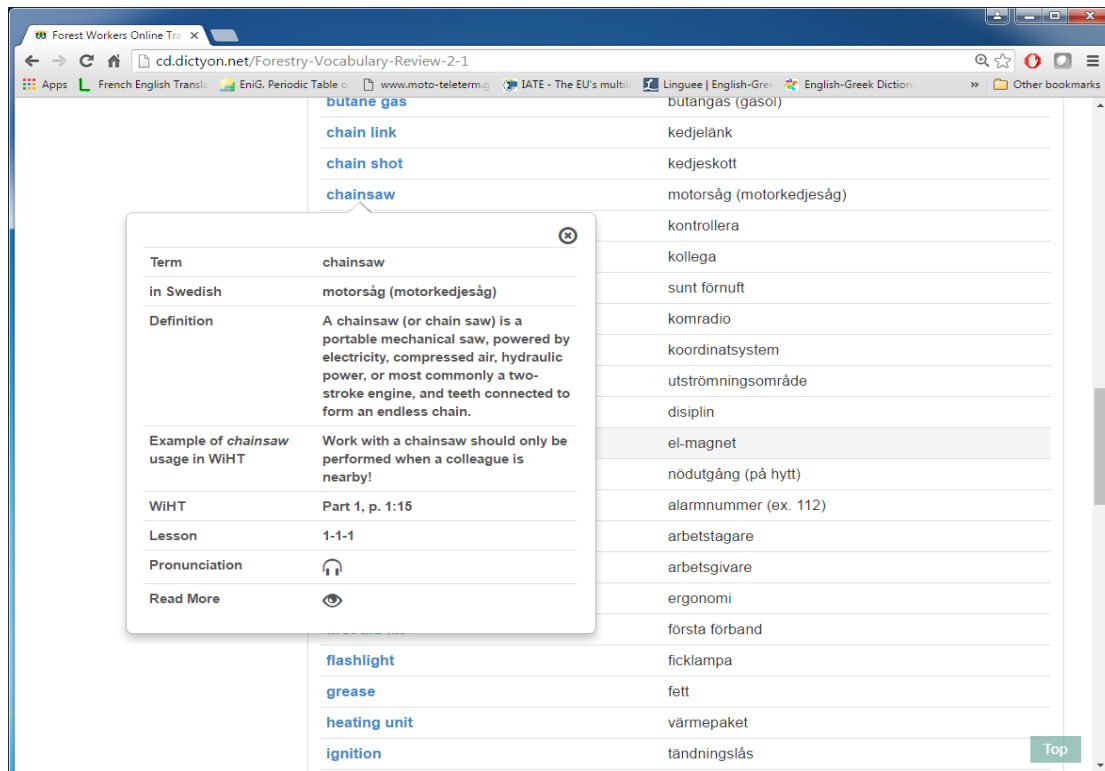 Forest Workers Online Tra
cd.dictyon.net/Forestry-Vocabulary-Review-2-1
Apps French English Transla EniG. Periodic Table o www.moto-teleterm.g IATE - The EU's multil Linguee | English-Gre English-Greek Diction » Other bookmarks
butane gas butangas (gasol)
chain link kedjelänk
chain shot kedjeskott
chainsaw motorsåg (motorkedjesåg)
kontrollera
Term chainsaw kollega
in Swedish motorsåg (motorkedjesåg) sunt förnuft
Definition A chainsaw (or chain saw) is a komradio
portable mechanical saw, powered by
electricity, compressed air, hydraulic koordinatsystem
power, or most commonly a two-
stroke engine, and teeth connected to utströmningsområde
form an endless chain. disiplin
Example of chainsaw Work with a chainsaw should only be el-magnet
usage in WiHT performed when a colleague is
nearby! nödutgång (på hytt)
WiHT Part 1, p. 1:15 alarmnummer (ex. 112)
Lesson 1-1-1 arbetstagare
Pronunciation arbetsgivare
Read More ergonomi
första förband
flashlight ficklampa
grease fett
heating unit värmepaket
ignition tändningslås
Top